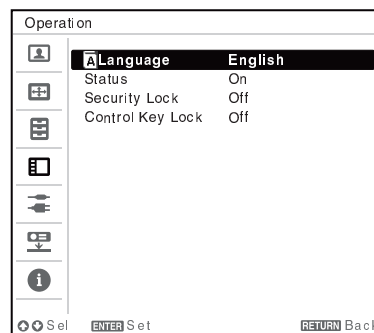 Operation
A Language English
Status On
Security Lock Off
Control Key Lock Off
Sel ENTER Set RETURN Back